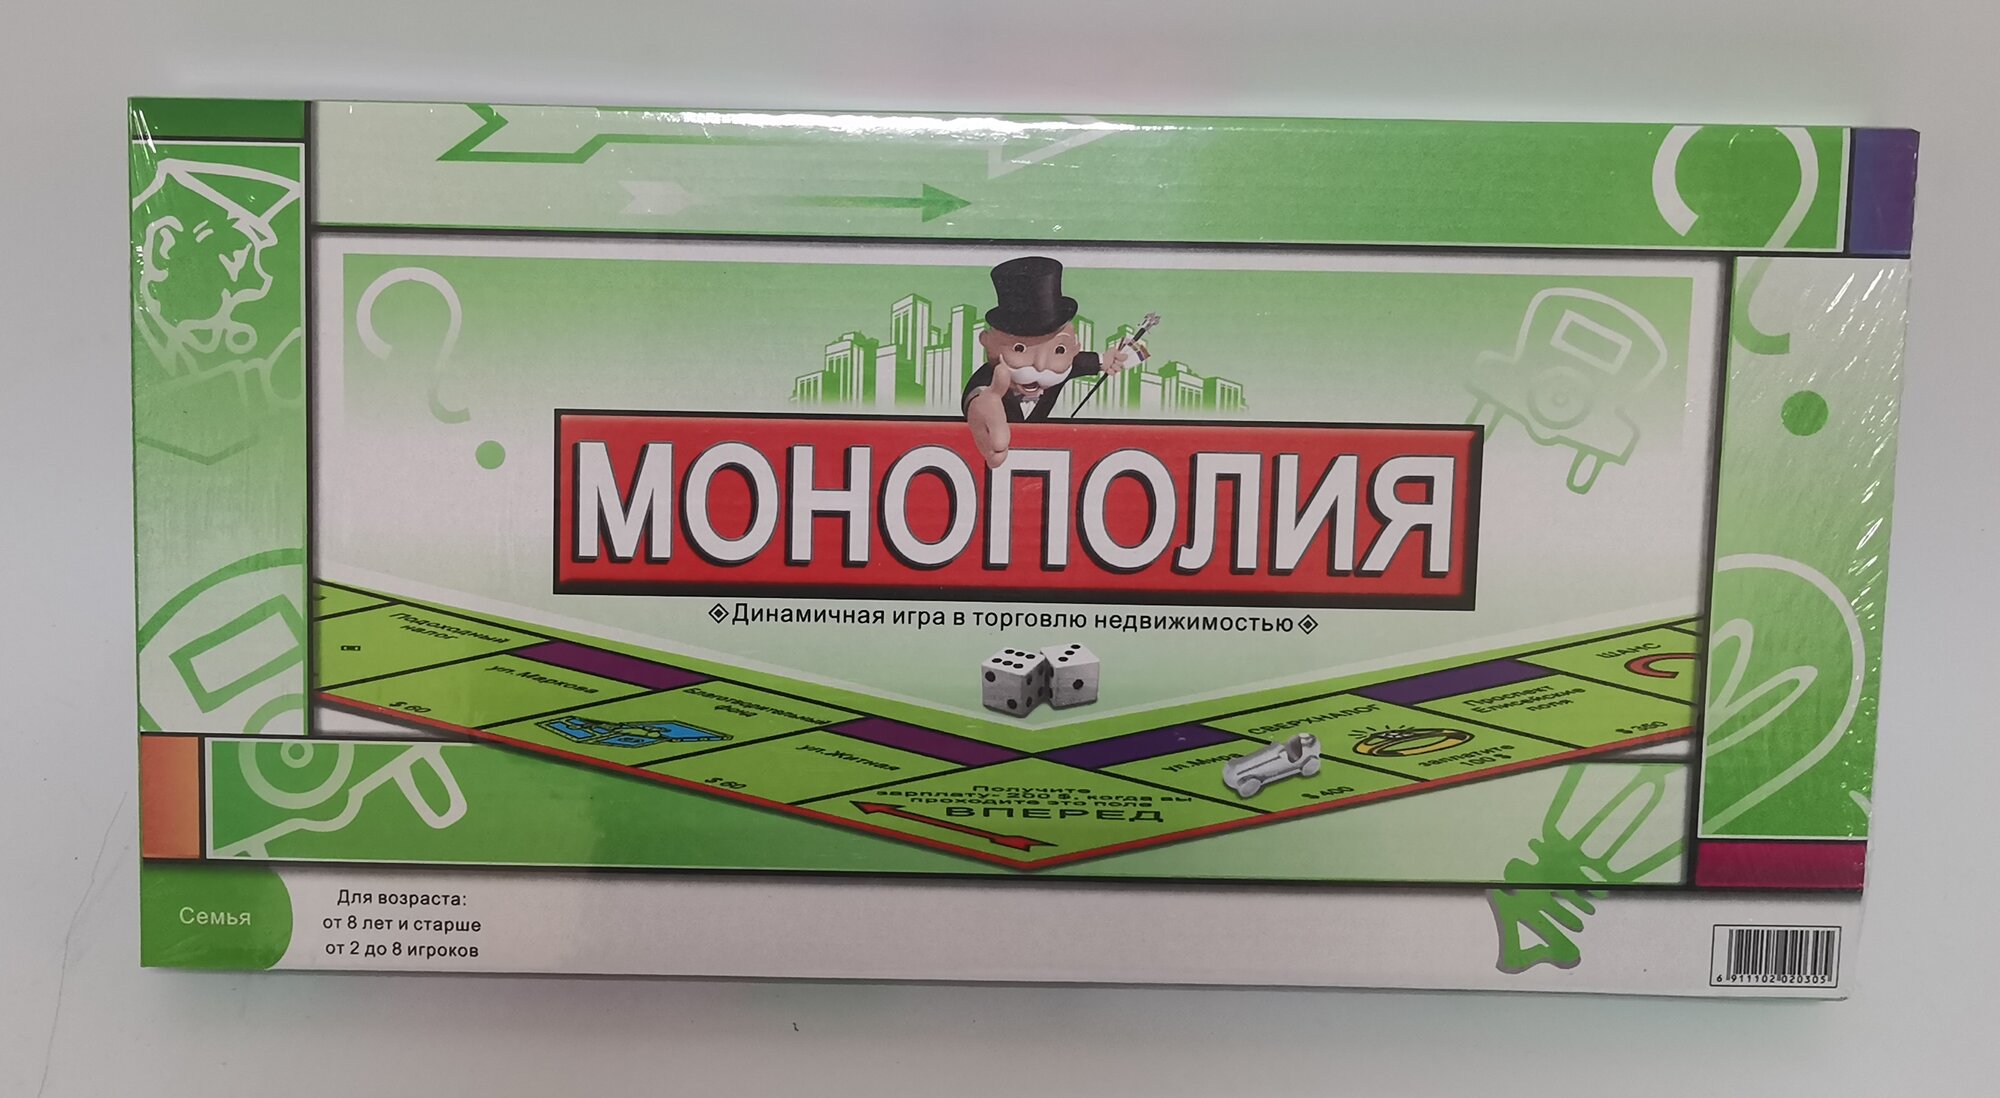 МОНОПОЛИЯ
Динамичная игра в торговлю недвижимостью
Подоходный
налог
ул. Маркова
$ 60
Благотворительный
фонд
ул. Житная
$ 60
Получите
зарплату- 200 $. когда вы
проходите это поле
ВПЕРЕД
ул. Мира
$ 400
СВЕРХНАЛОГ
заплатите
100 $
Проспект
Елисейские
поля
$ 350
ШАНС
Семья
Для возраста:
от 8 лет и старше
от 2 до 8 игроков
6 911102 020305